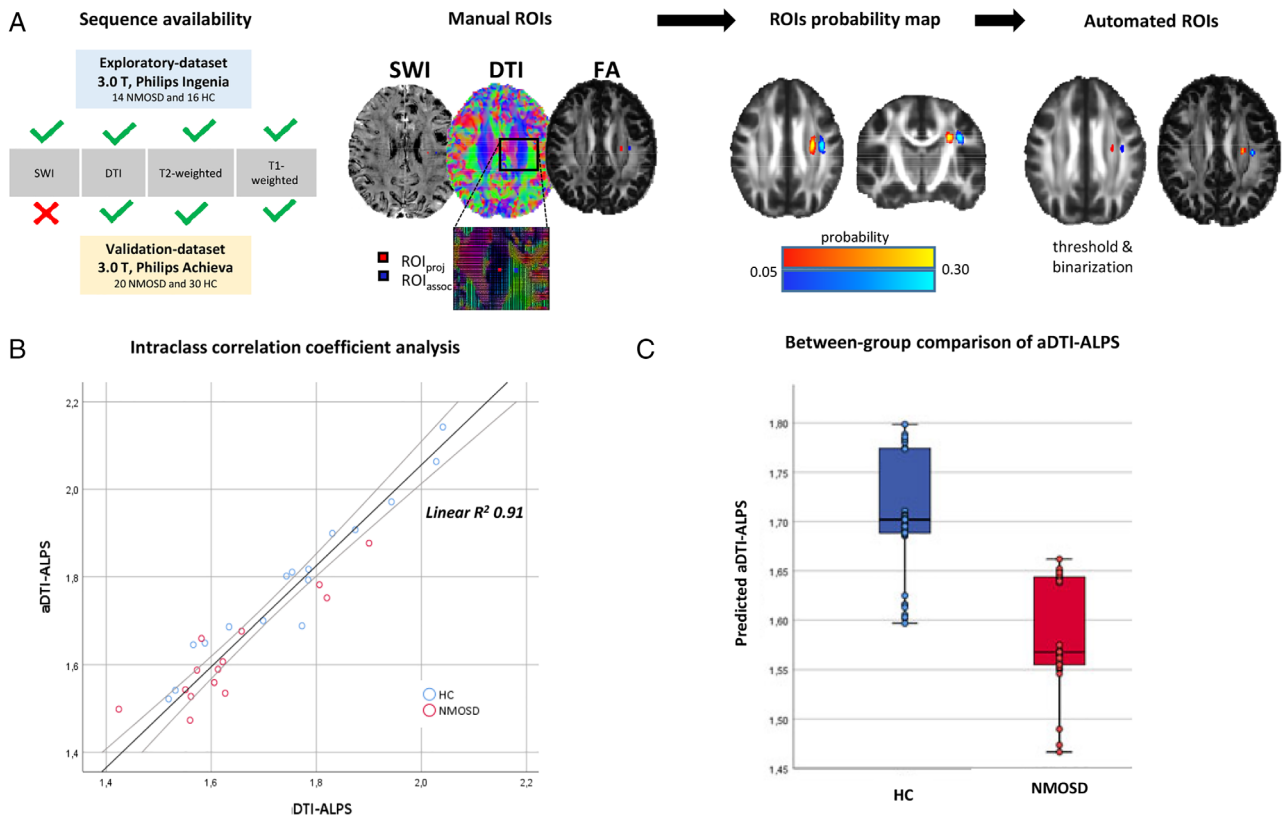 A
Sequence availability
Manual ROIs
ROIs probability map
Automated ROIs
Exploratory-dataset
3.0 T, Philips Ingenia
14 NMOSD and 16 HC
SWI
DTI
T2-weighted
T1-
weighted
Validation-dataset
3.0 T, Philips Achieva
20 NMOSD and 30 HC
SWI
DTI
FA
ROIproj
ROIassoc
probability
0.05
0.30
threshold &
binarization
B
Intraclass correlation coefficient analysis
aDTI-ALPS
2,2
2,0
1,8
1,6
1,4
Linear R² 0.91
HC
NMOSD
1,4
1,6
1,8
2,0
2,2
DTI-ALPS
C
Between-group comparison of aDTI-ALPS
Predicted aDTI-ALPS
1,80
1,75
1,70
1,65
1,60
1,55
1,50
1,45
HC
NMOSD